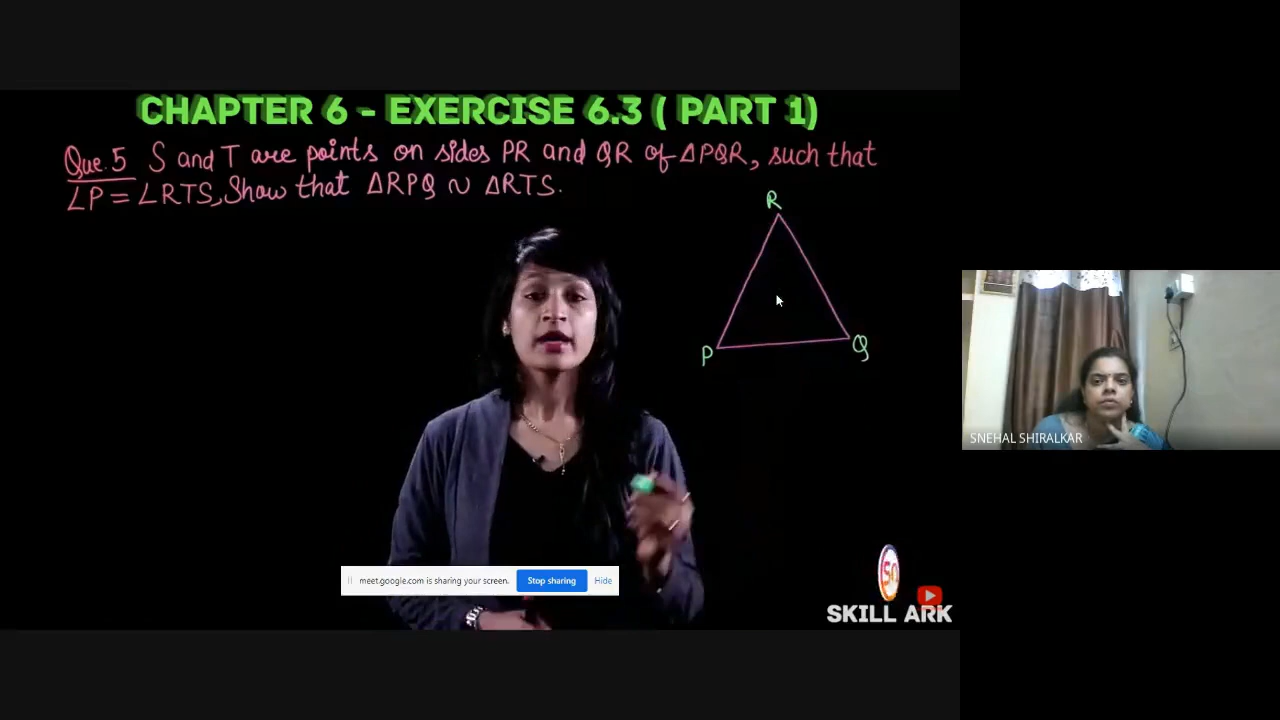 CHAPTER 6 - EXERCISE 6.3 ( PART 1)
Que.5 S and T are points on sides PR and QR of ΔPQR, such that
∠P = ∠RTS, Show that ΔRPQ ~ ΔRTS.
R
P
Q
SNEHAL SHIRALKAR
meet.google.com is sharing your screen. Stop sharing Hide
SKILL ARK